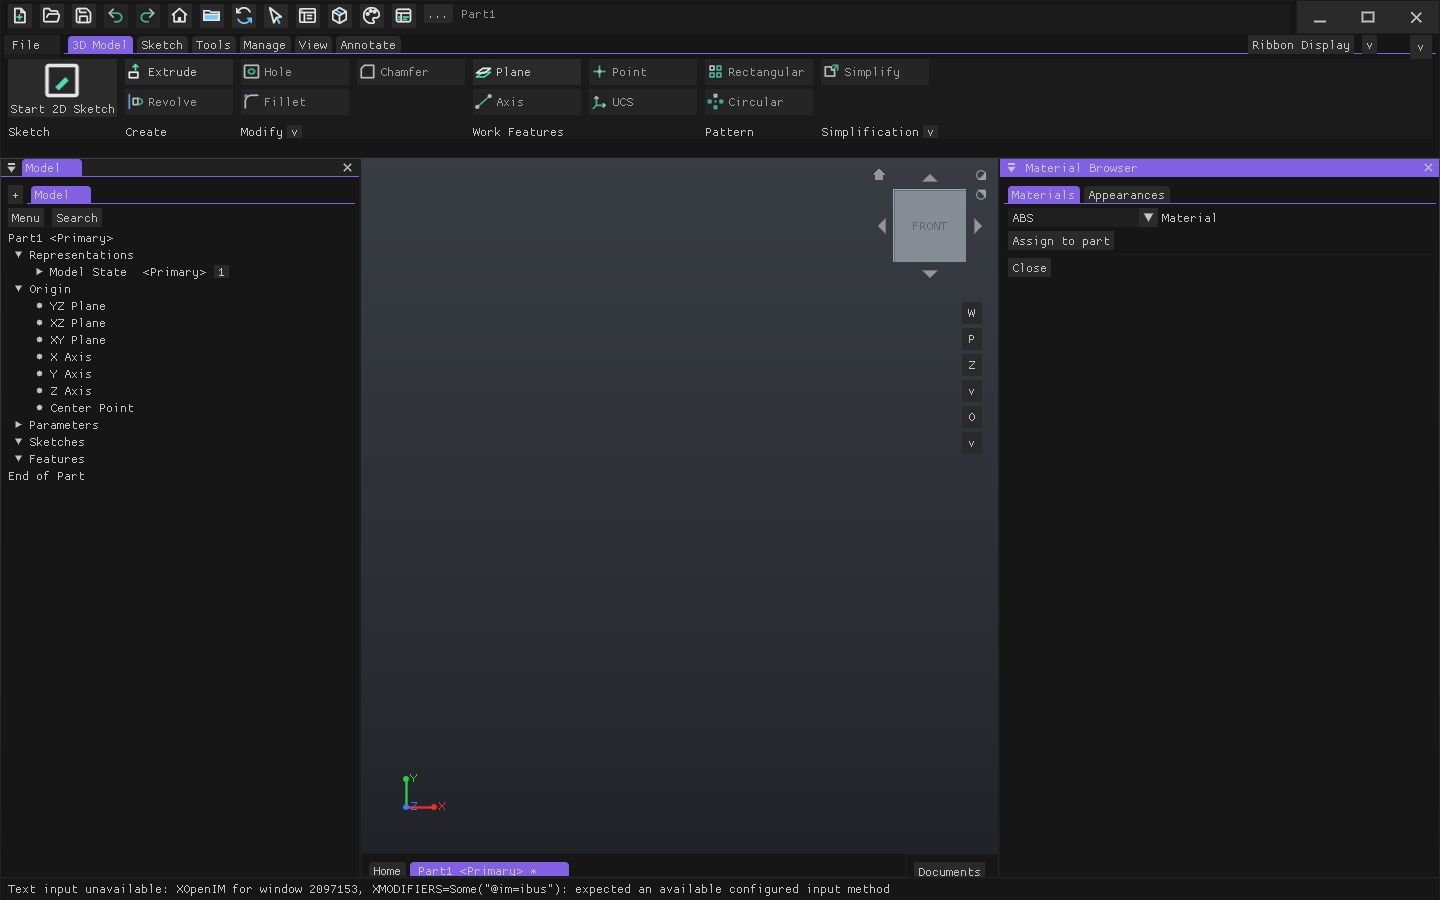 ... Part1
File 3D Model Sketch Tools Manage View Annotate Ribbon Display v v
Start 2D Sketch
Extrude Hole Chamfer Plane Point Rectangular Simplify
Revolve Fillet Axis UCS Circular
Sketch Create Modify v Work Features Pattern Simplification v
Model
+ Model
Menu Search
Part1 <Primary>
Representations
Model State <Primary> 1
Origin
YZ Plane
XZ Plane
XY Plane
X Axis
Y Axis
Z Axis
Center Point
Parameters
Sketches
Features
End of Part
FRONT
W
P
Z
v
O
v
Y
Z X
Home Part1 <Primary> * Documents
Material Browser
Materials Appearances
ABS Material
Assign to part
Close
Text input unavailable: XOpenIM for window 2097153, XMODIFIERS=Some("@im=ibus"): expected an available configured input method